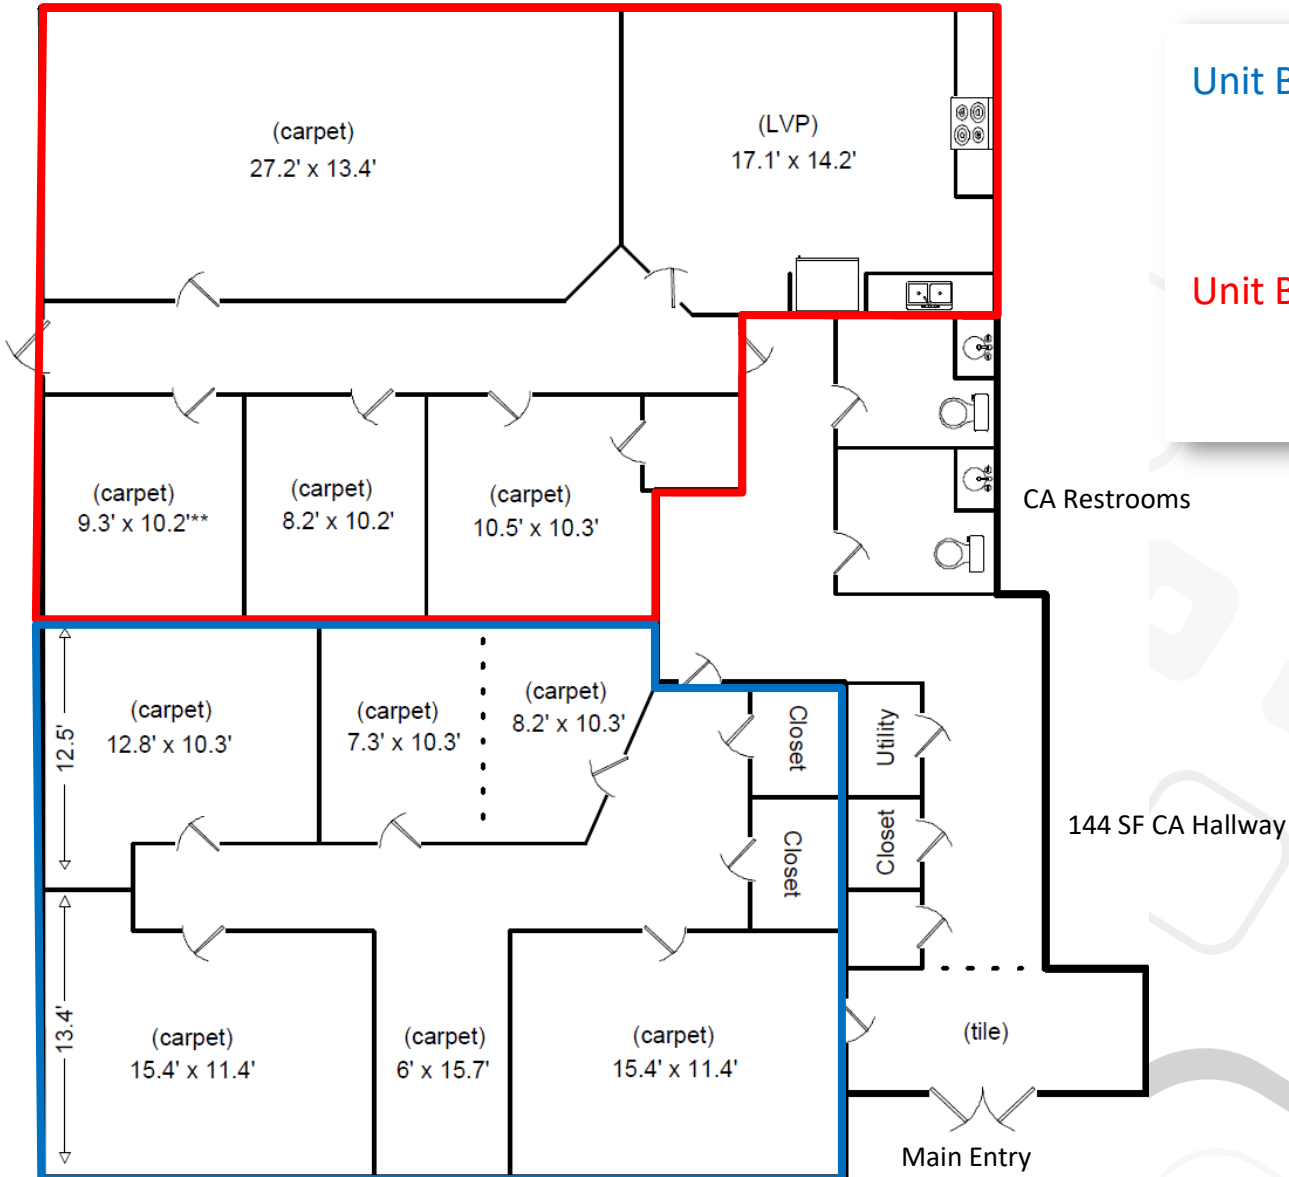 Unit B
(carpet)
27.2' x 13.4'
(LVP)
17.1' x 14.2'
Unit B
(carpet)
9.3' x 10.2'**
(carpet)
8.2' x 10.2'
(carpet)
10.5' x 10.3'
CA Restrooms
12.5'
(carpet)
12.8' x 10.3'
(carpet)
7.3' x 10.3'
(carpet)
8.2' x 10.3'
Closet
Utility
Closet
Closet
144 SF CA Hallway
13.4'
(carpet)
15.4' x 11.4'
(carpet)
6' x 15.7'
(carpet)
15.4' x 11.4'
(tile)
Main Entry